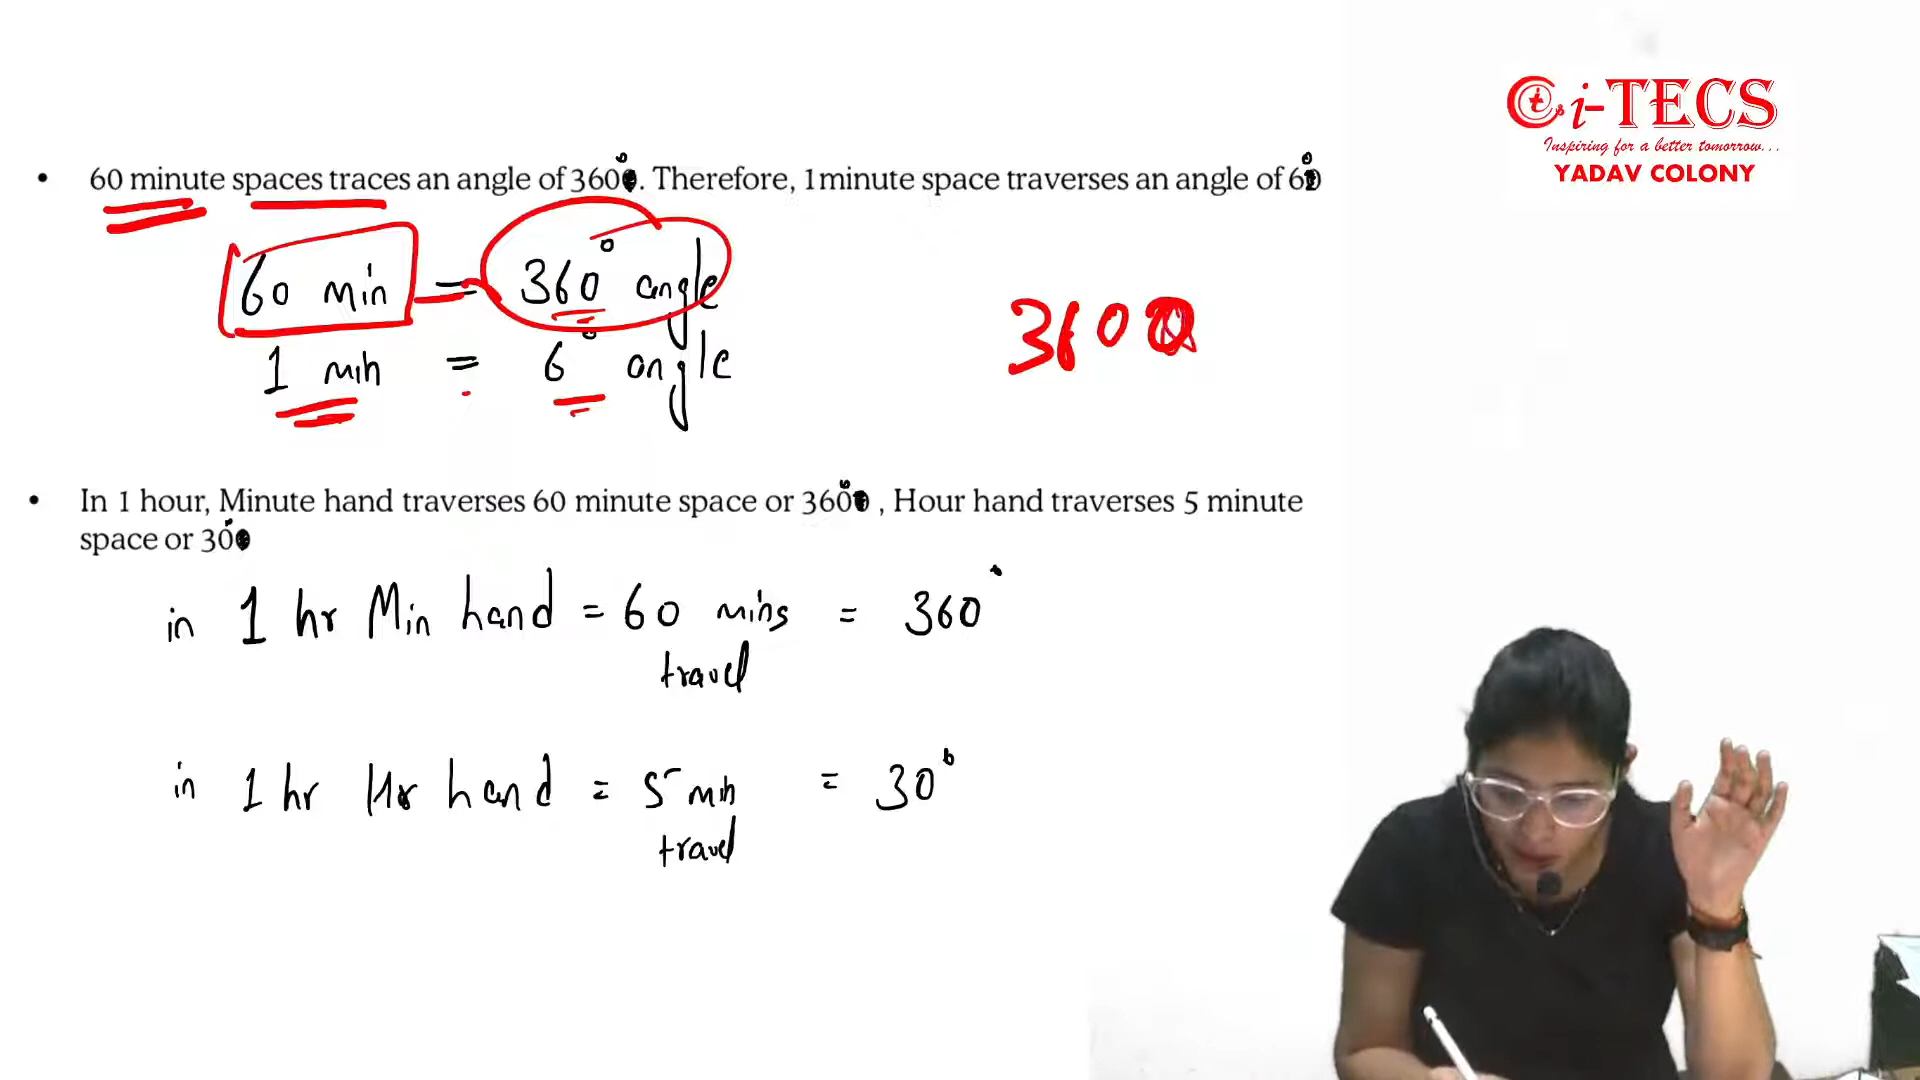 i-TECS
Inspiring for a better tomorrow...
YADAV COLONY
• 60 minute spaces traces an angle of 360°. Therefore, 1minute space traverses an angle of 6°
60 min = 360° angle
1 min = 6° angle
360
• In 1 hour, Minute hand traverses 60 minute space or 360° , Hour hand traverses 5 minute
space or 30°
in 1 hr Min hand = 60 mins = 360°
travel
in 1 hr Hr hand = 5 min = 30°
travel